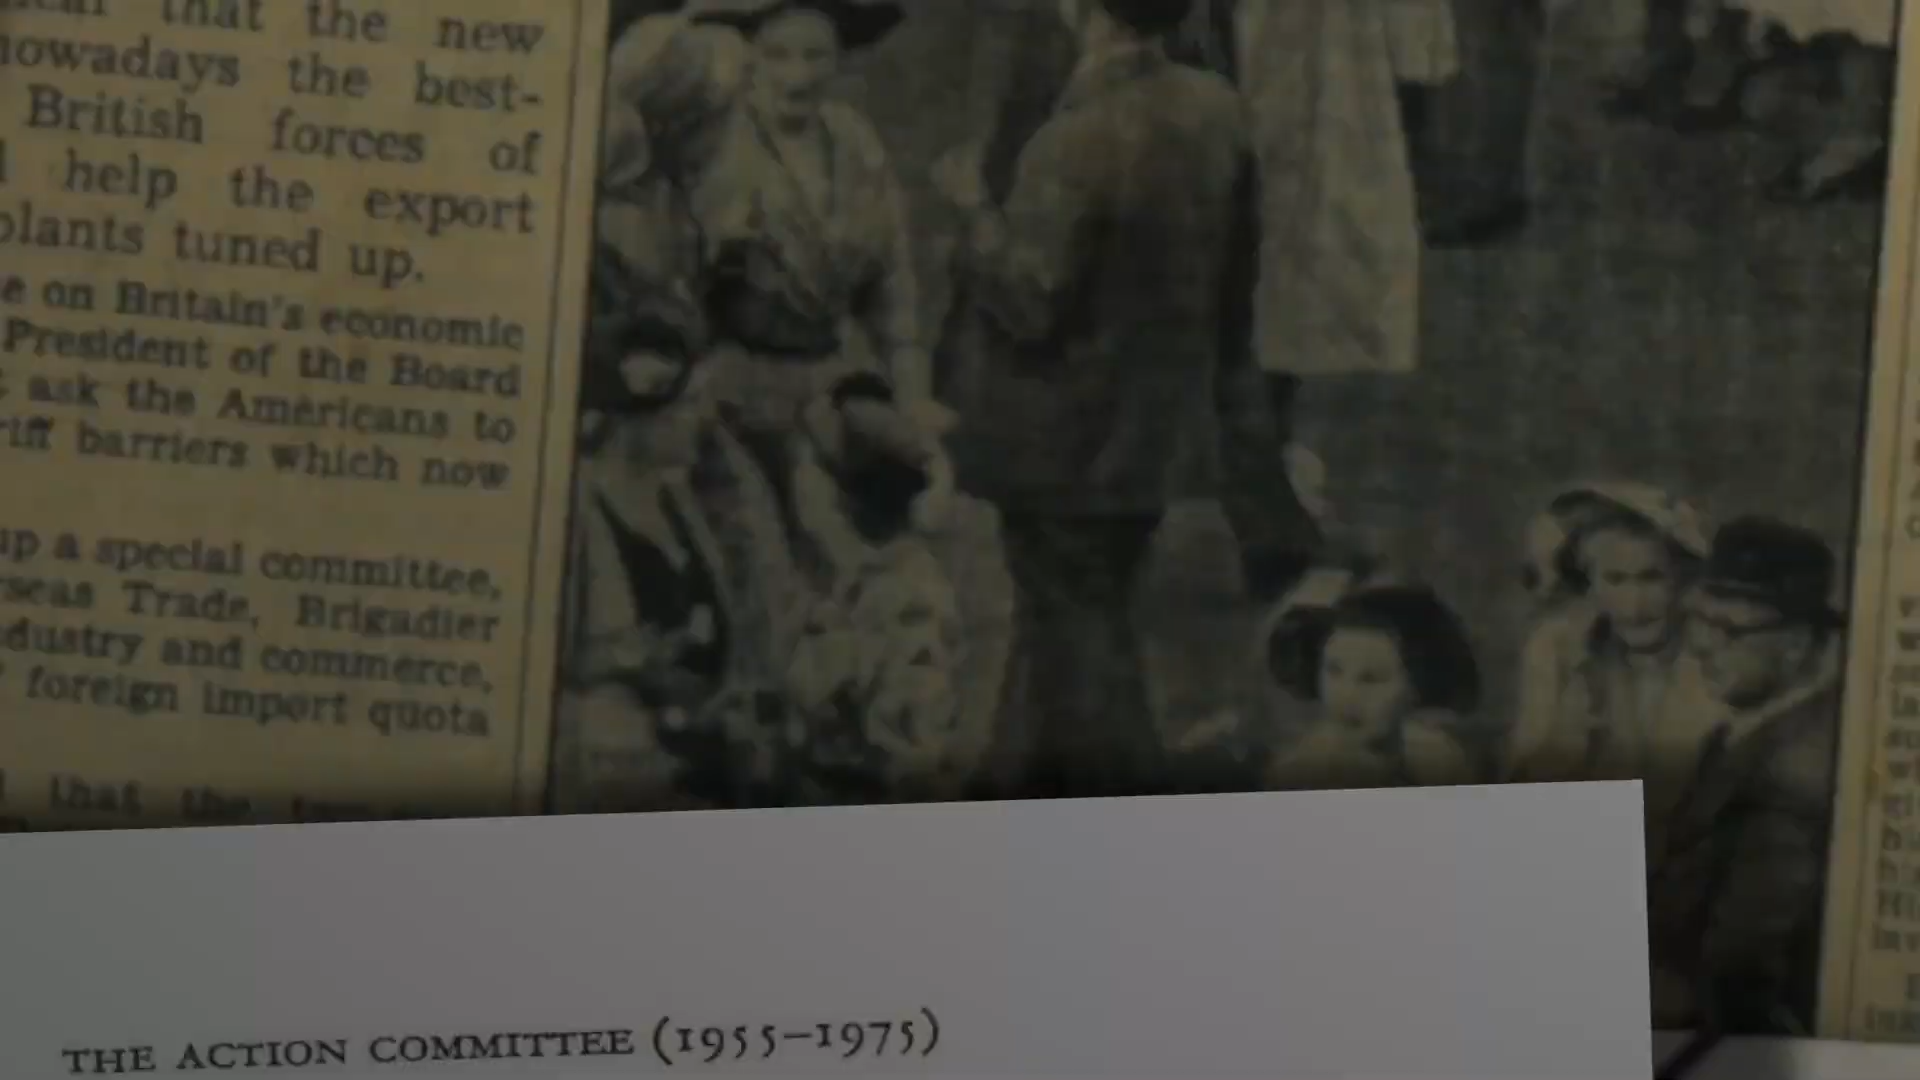 that the new
nowadays the best-
British forces of
help the export
plants tuned up.
on Britain's economic
President of the Board
ask the Americans to
barriers which now
up a special committee,
Trade, Brigadier
and commerce,
foreign import quota
that the
THE ACTION COMMITTEE (1955–1975)